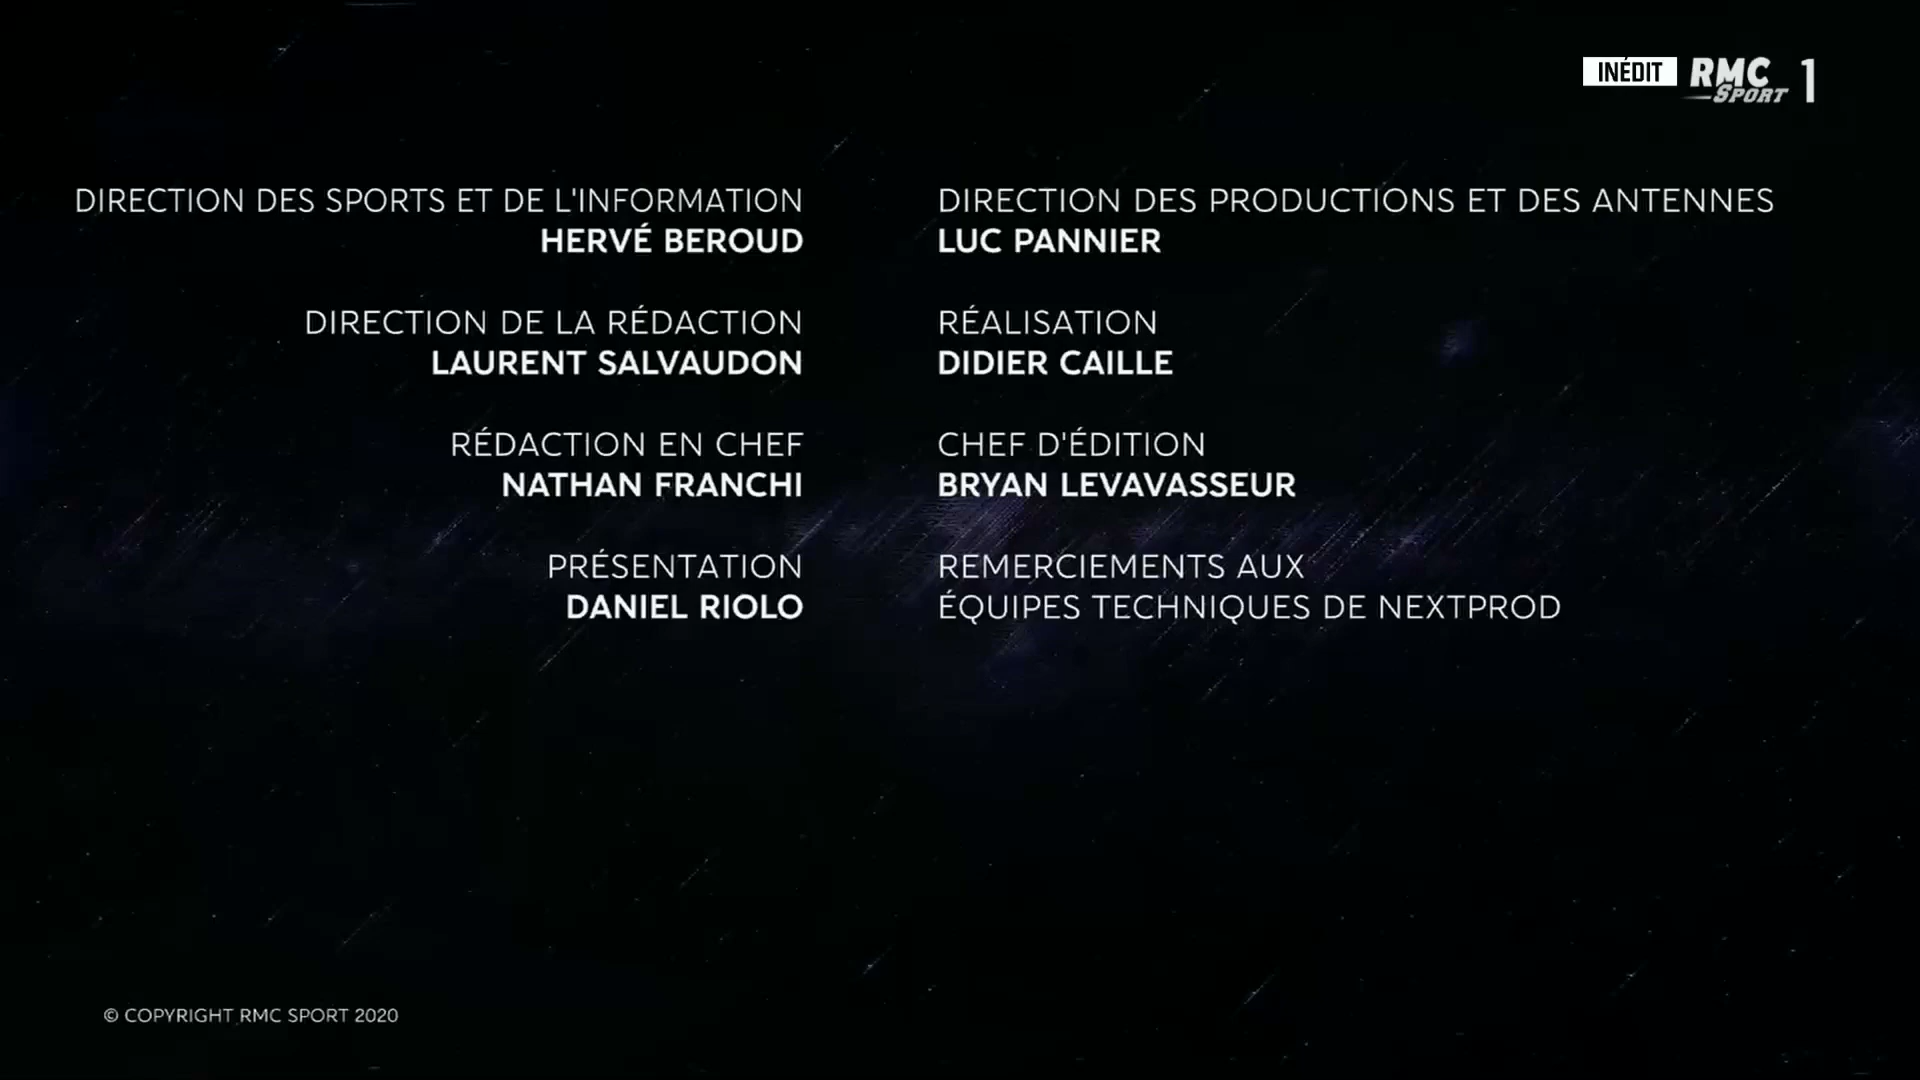 INÉDIT
RMC SPORT 1
DIRECTION DES SPORTS ET DE L'INFORMATION
HERVÉ BEROUD
DIRECTION DE LA RÉDACTION
LAURENT SALVAUDON
RÉDACTION EN CHEF
NATHAN FRANCHI
PRÉSENTATION
DANIEL RIOLO
DIRECTION DES PRODUCTIONS ET DES ANTENNES
LUC PANNIER
RÉALISATION
DIDIER CAILLE
CHEF D'ÉDITION
BRYAN LEVAVASSEUR
REMERCIEMENTS AUX
ÉQUIPES TECHNIQUES DE NEXTPROD
© COPYRIGHT RMC SPORT 2020